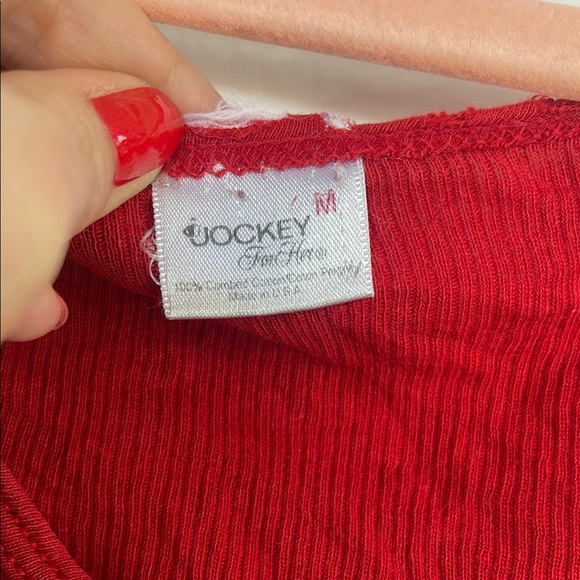 M
JOCKEY
For Her®
100% Combed Cotton/Coton Peigné
Made in U.S.A.